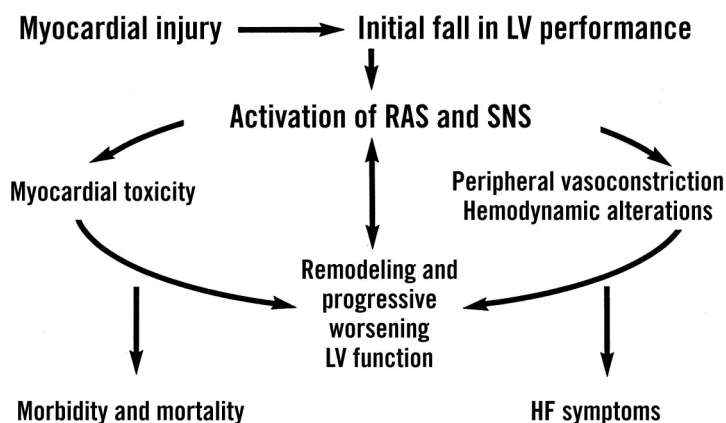 Myocardial injury
Initial fall in LV performance
Activation of RAS and SNS
Myocardial toxicity
Peripheral vasoconstriction
Hemodynamic alterations
Remodeling and
progressive
worsening
LV function
Morbidity and mortality
HF symptoms